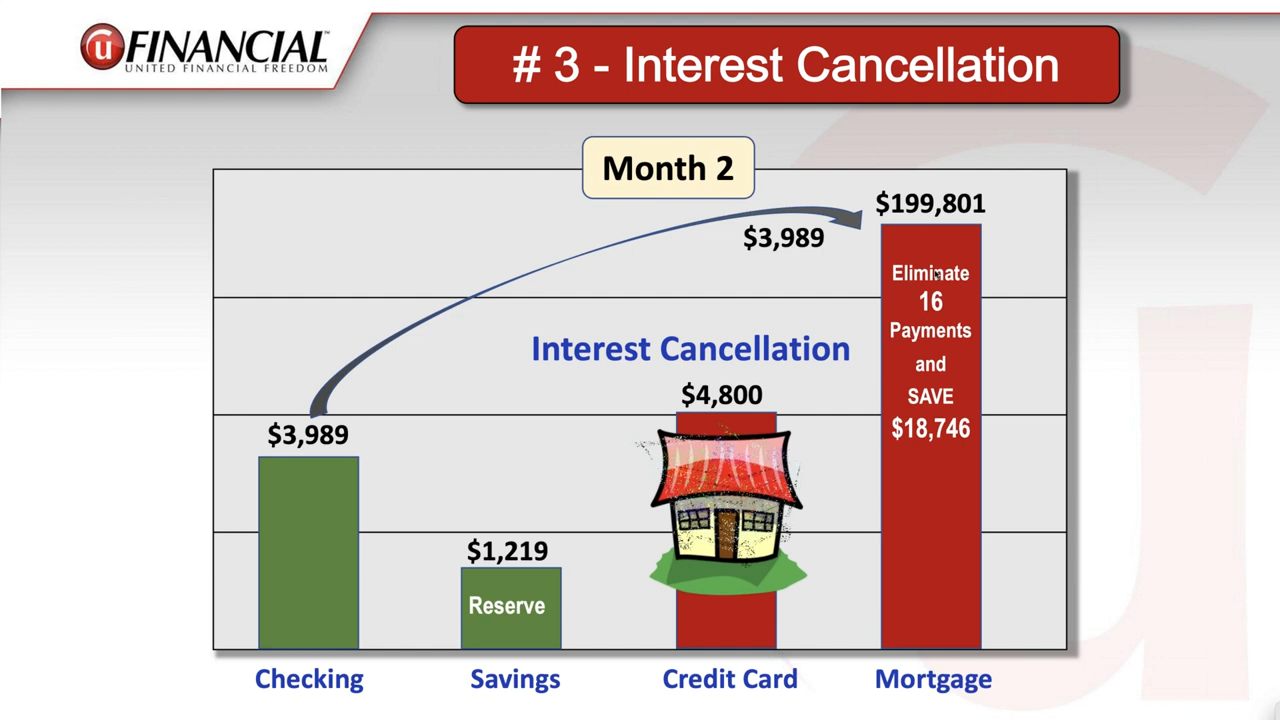 uFINANCIAL™
UNITED FINANCIAL FREEDOM
# 3 - Interest Cancellation
Month 2
$199,801
$3,989
Eliminate
16
Payments
and
SAVE
$18,746
Interest Cancellation
$4,800
$3,989
$1,219
Reserve
Checking
Savings
Credit Card
Mortgage